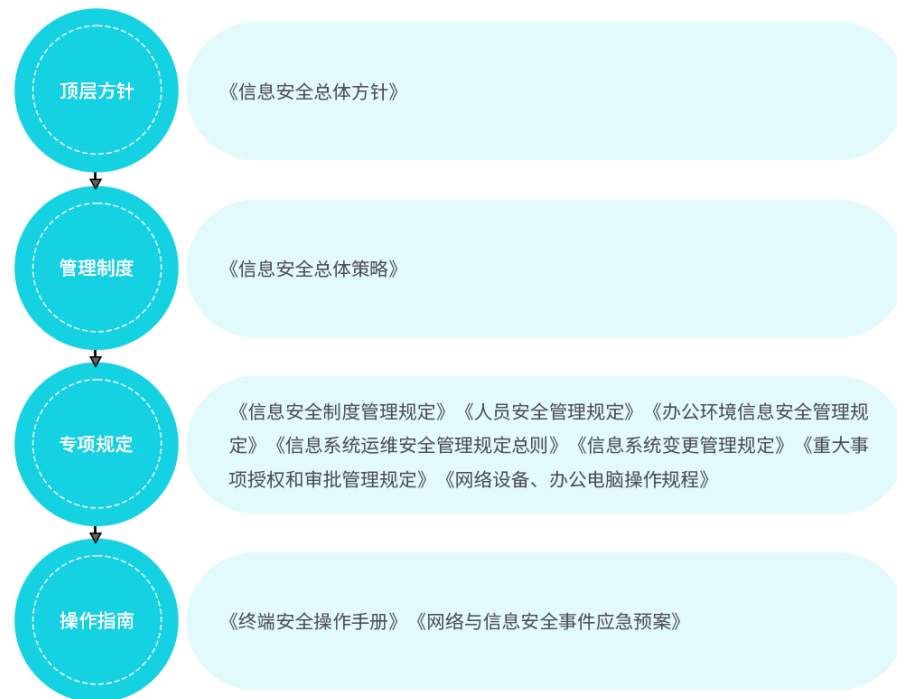 顶层方针
《信息安全总体方针》
管理制度
《信息安全总体策略》
专项规定
《信息安全制度管理规定》《人员安全管理规定》《办公环境信息安全管理规
定》《信息系统运维安全管理规定总则》《信息系统变更管理规定》《重大事
项授权和审批管理规定》《网络设备、办公电脑操作规程》
操作指南
《终端安全操作手册》《网络与信息安全事件应急预案》